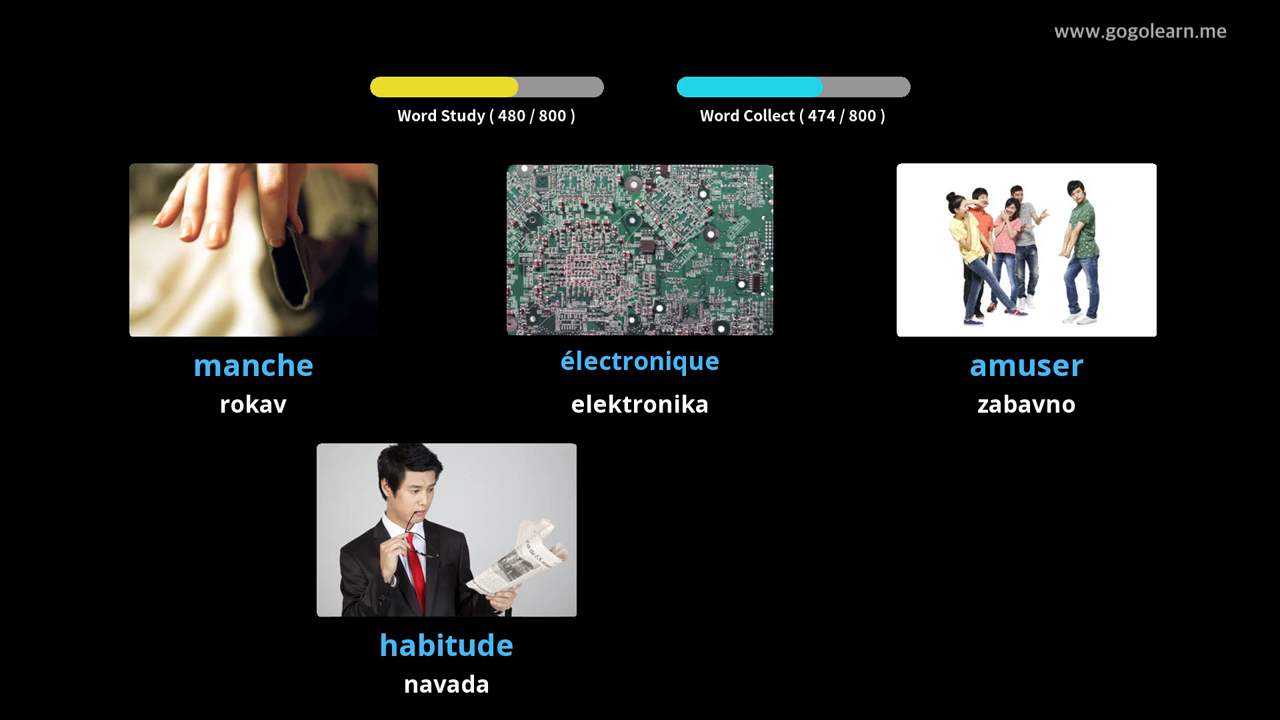 www.gogolearn.me
Word Study ( 480 / 800 )
Word Collect ( 474 / 800 )
manche
rokav
électronique
elektronika
amuser
zabavno
habitude
navada